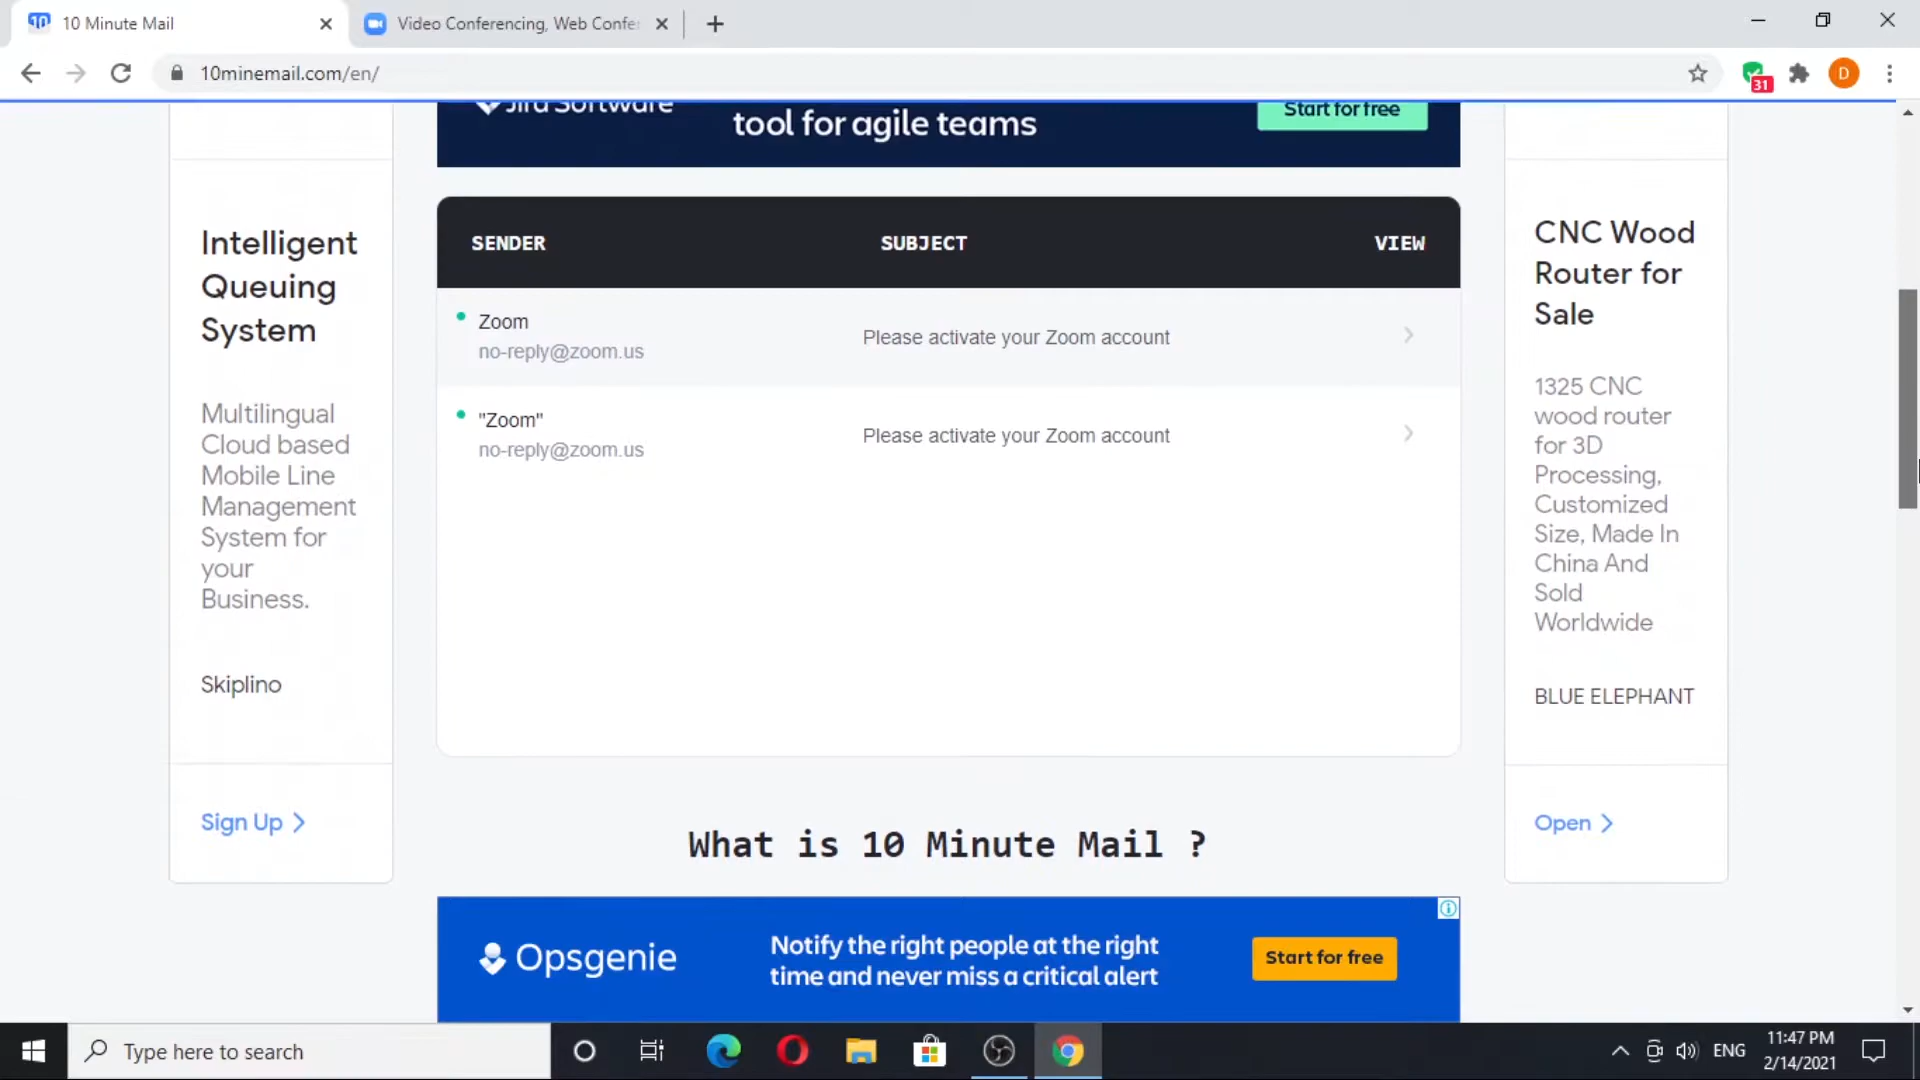 10 Minute Mail
Video Conferencing, Web Confe
10minemail.com/en/
31
D
Jira Software
tool for agile teams
Start for free
Intelligent
Queuing
System
Multilingual
Cloud based
Mobile Line
Management
System for
your
Business.
Skiplino
Sign Up
SENDER SUBJECT VIEW
Zoom
no-reply@zoom.us
Please activate your Zoom account
"Zoom"
no-reply@zoom.us
Please activate your Zoom account
CNC Wood
Router for
Sale
1325 CNC
wood router
for 3D
Processing,
Customized
Size, Made In
China And
Sold
Worldwide
BLUE ELEPHANT
Open
What is 10 Minute Mail ?
Opsgenie
Notify the right people at the right
time and never miss a critical alert
Start for free
Type here to search
ENG
11:47 PM
2/14/2021